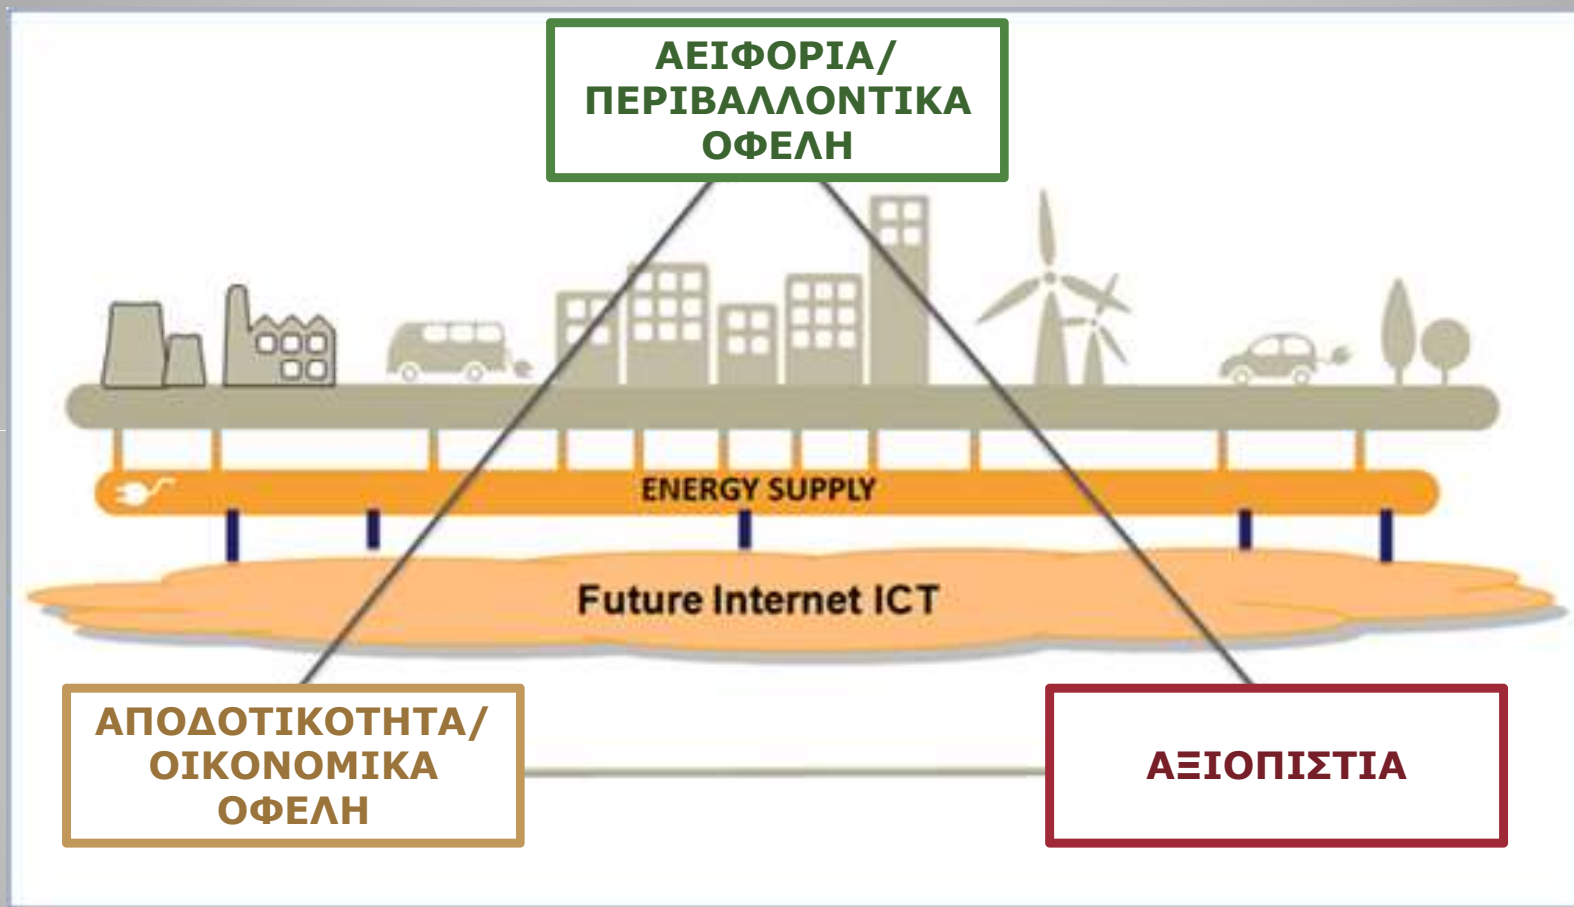 ΑΕΙΦΟΡΙΑ/
ΠΕΡΙΒΑΛΛΟΝΤΙΚΑ
ΟΦΕΛΗ
ENERGY SUPPLY
Future Internet ICT
ΑΠΟΔΟΤΙΚΟΤΗΤΑ/
ΟΙΚΟΝΟΜΙΚΑ
ΟΦΕΛΗ
ΑΞΙΟΠΙΣΤΙΑ